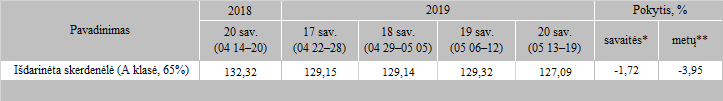 Pavadinimas 2018 2019 Pokytis, %
20 sav. (04 14–20) 17 sav. (04 22–28) 18 sav. (04 29–05 05) 19 sav. (05 06–12) 20 sav. (05 13–19) savaitės* metų**
Išdarinėta skerdenėlė (A klasė, 65%) 132,32 129,15 129,14 129,32 127,09 -1,72 -3,95